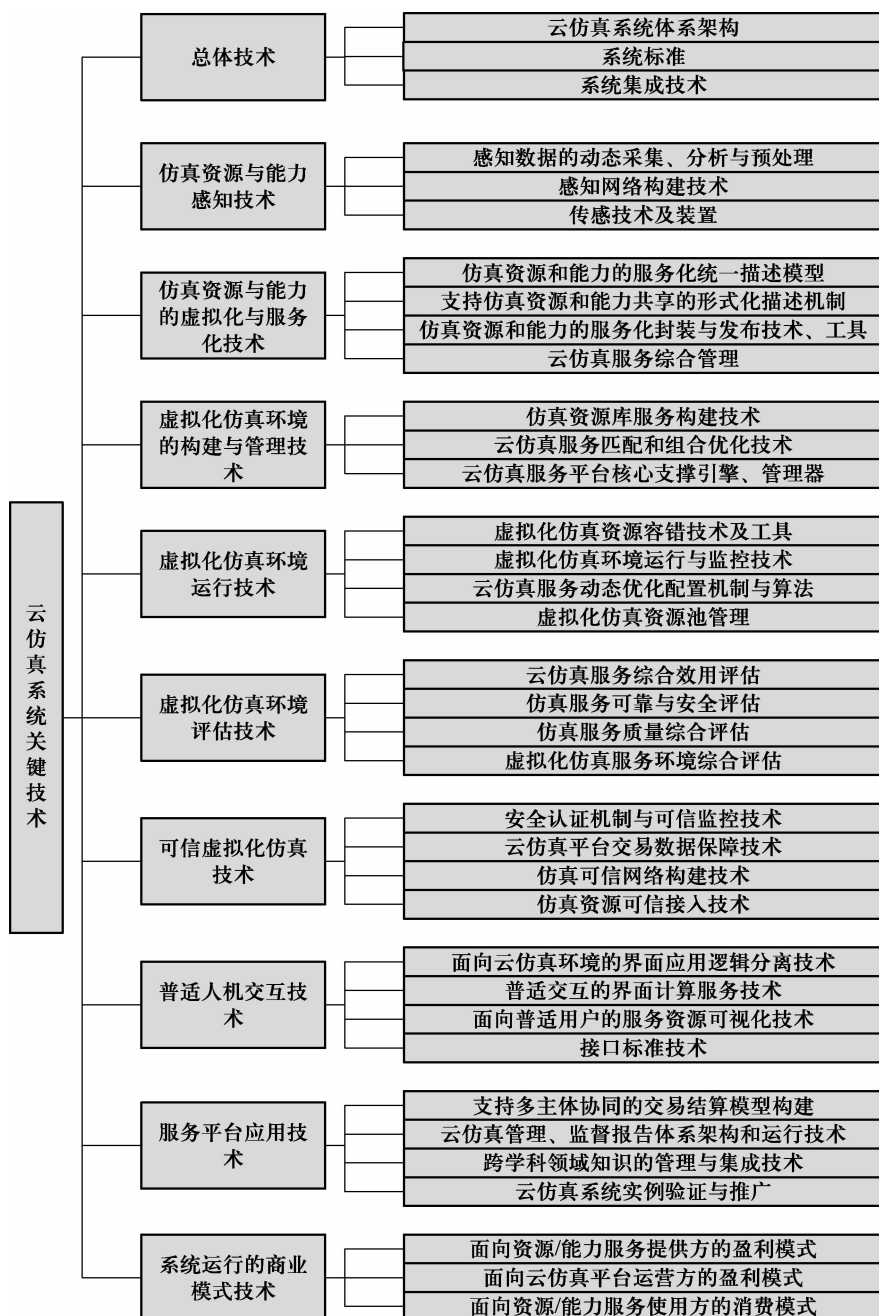 云仿真系统关键技术
总体技术
云仿真系统体系架构
系统标准
系统集成技术
仿真资源与能力
感知技术
感知数据的动态采集、分析与预处理
感知网络构建技术
传感技术及装置
仿真资源与能力
的虚拟化与服务
化技术
仿真资源和能力的服务化统一描述模型
支持仿真资源和能力共享的形式化描述机制
仿真资源和能力的服务化封装与发布技术、工具
云仿真服务综合管理
虚拟化仿真环境
的构建与管理技
术
仿真资源库服务构建技术
云仿真服务匹配和组合优化技术
云仿真服务平台核心支撑引擎、管理器
虚拟化仿真环境
运行技术
虚拟化仿真资源容错技术及工具
虚拟化仿真环境运行与监控技术
云仿真服务动态优化配置机制与算法
虚拟化仿真资源池管理
虚拟化仿真环境
评估技术
云仿真服务综合效用评估
仿真服务可靠与安全评估
仿真服务质量综合评估
虚拟化仿真服务环境综合评估
可信虚拟化仿真
技术
安全认证机制与可信监控技术
云仿真平台交易数据保障技术
仿真可信网络构建技术
仿真资源可信接入技术
普适人机交互技
术
面向云仿真环境的界面应用逻辑分离技术
普适交互的界面计算服务技术
面向普适用户的服务资源可视化技术
接口标准技术
服务平台应用技
术
支持多主体协同的交易结算模型构建
云仿真管理、监督报告体系架构和运行技术
跨学科领域知识的管理与集成技术
云仿真系统实例验证与推广
系统运行的商业
模式技术
面向资源/能力服务提供方的盈利模式
面向云仿真平台运营方的盈利模式
面向资源/能力服务使用方的消费模式